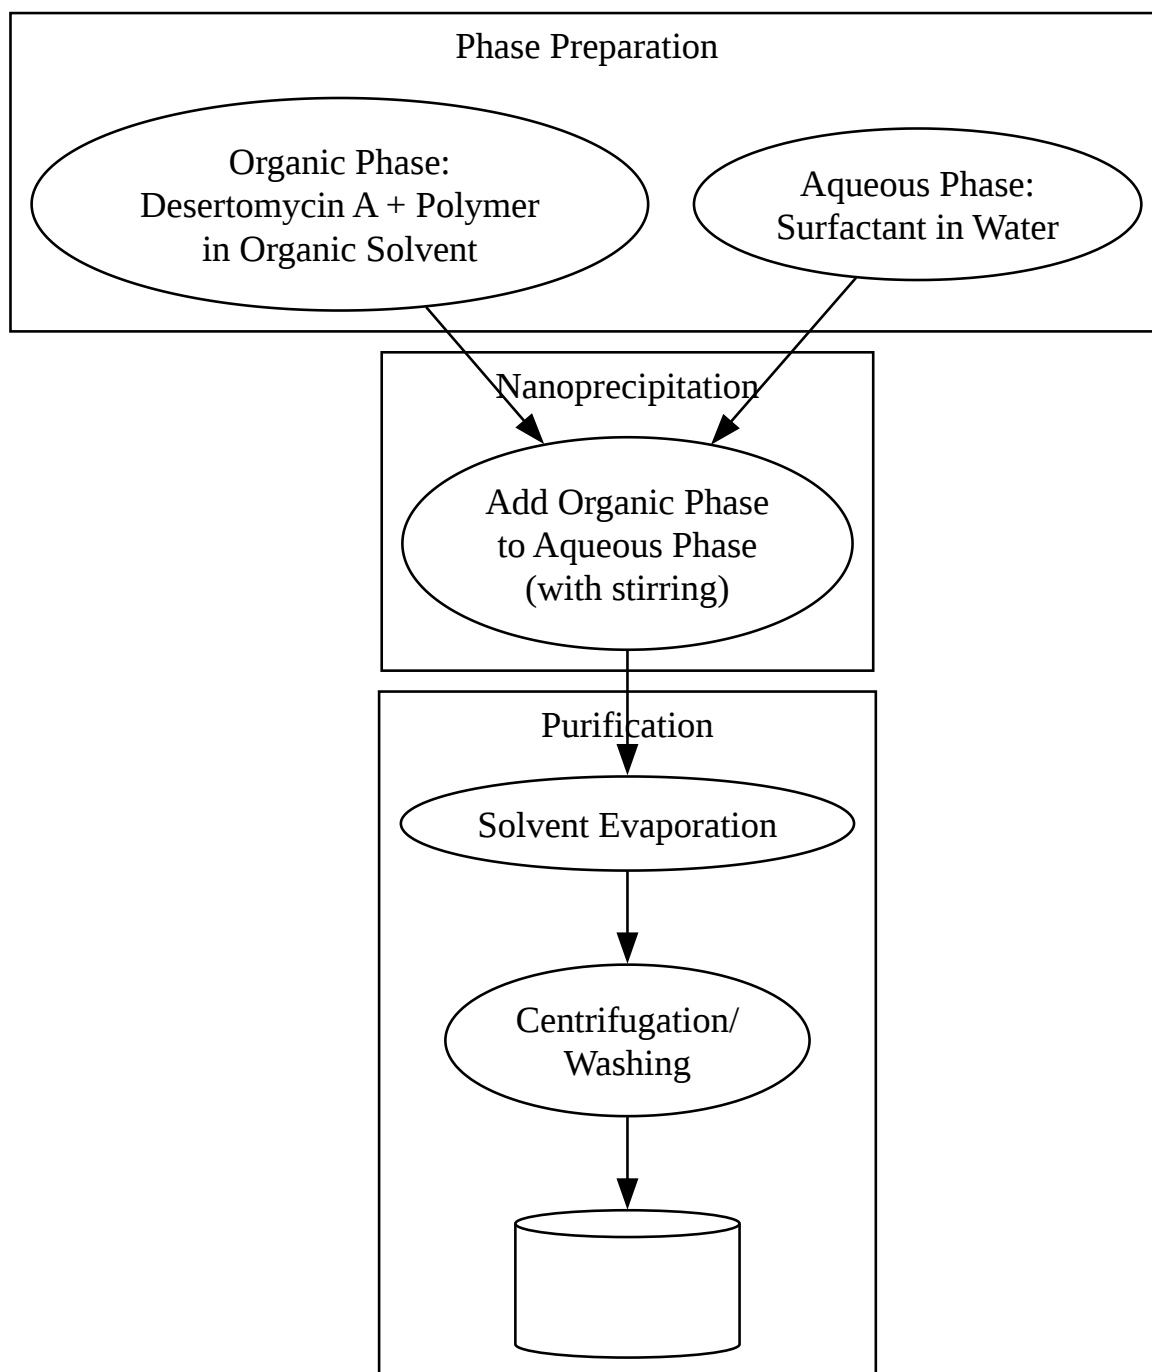 Phase Preparation
Organic Phase:
Desertomycin A + Polymer
in Organic Solvent
Aqueous Phase:
Surfactant in Water
Nanoprecipitation
Add Organic Phase
to Aqueous Phase
(with stirring)
Purification
Solvent Evaporation
Centrifugation/
Washing